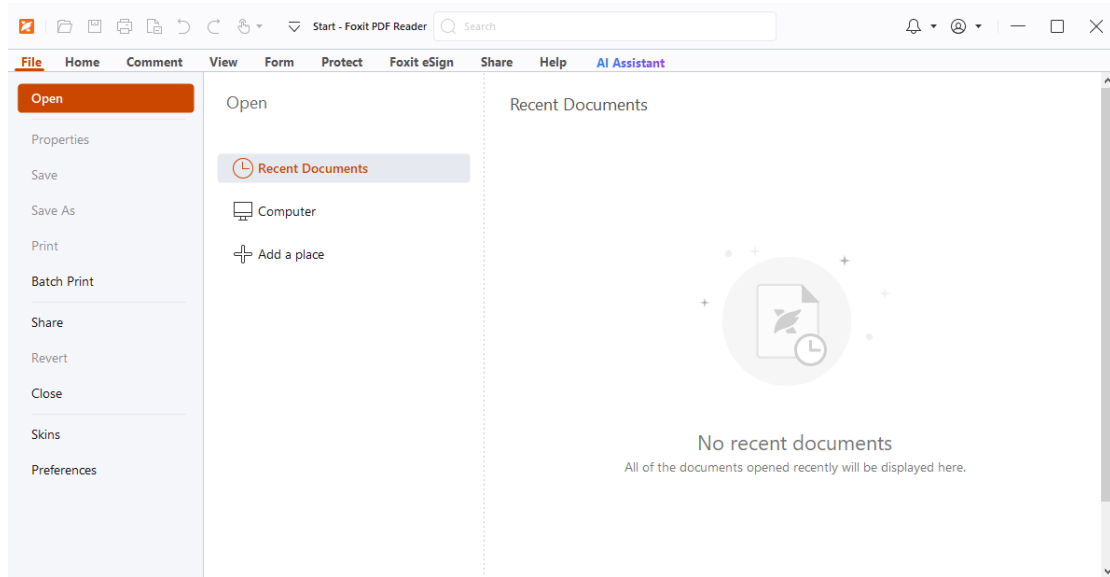 Start - Foxit PDF Reader Search
File Home Comment View Form Protect Foxit eSign Share Help AI Assistant
Open
Properties
Save
Save As
Print
Batch Print
Share
Revert
Close
Skins
Preferences
Open
Recent Documents
Computer
Add a place
Recent Documents
No recent documents
All of the documents opened recently will be displayed here.